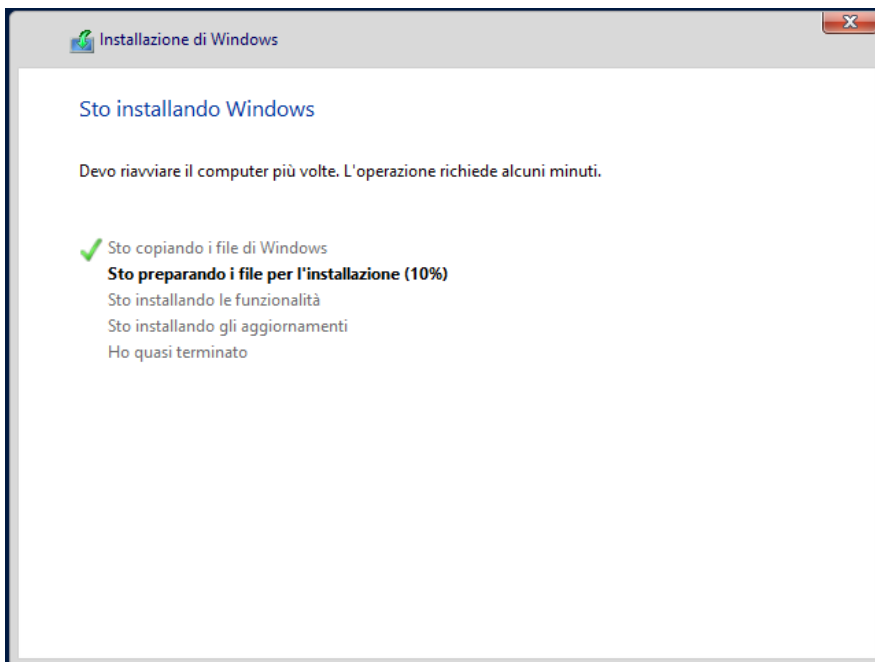 Installazione di Windows
Sto installando Windows
Devo riavviare il computer più volte. L'operazione richiede alcuni minuti.
Sto copiando i file di Windows
Sto preparando i file per l'installazione (10%)
Sto installando le funzionalità
Sto installando gli aggiornamenti
Ho quasi terminato